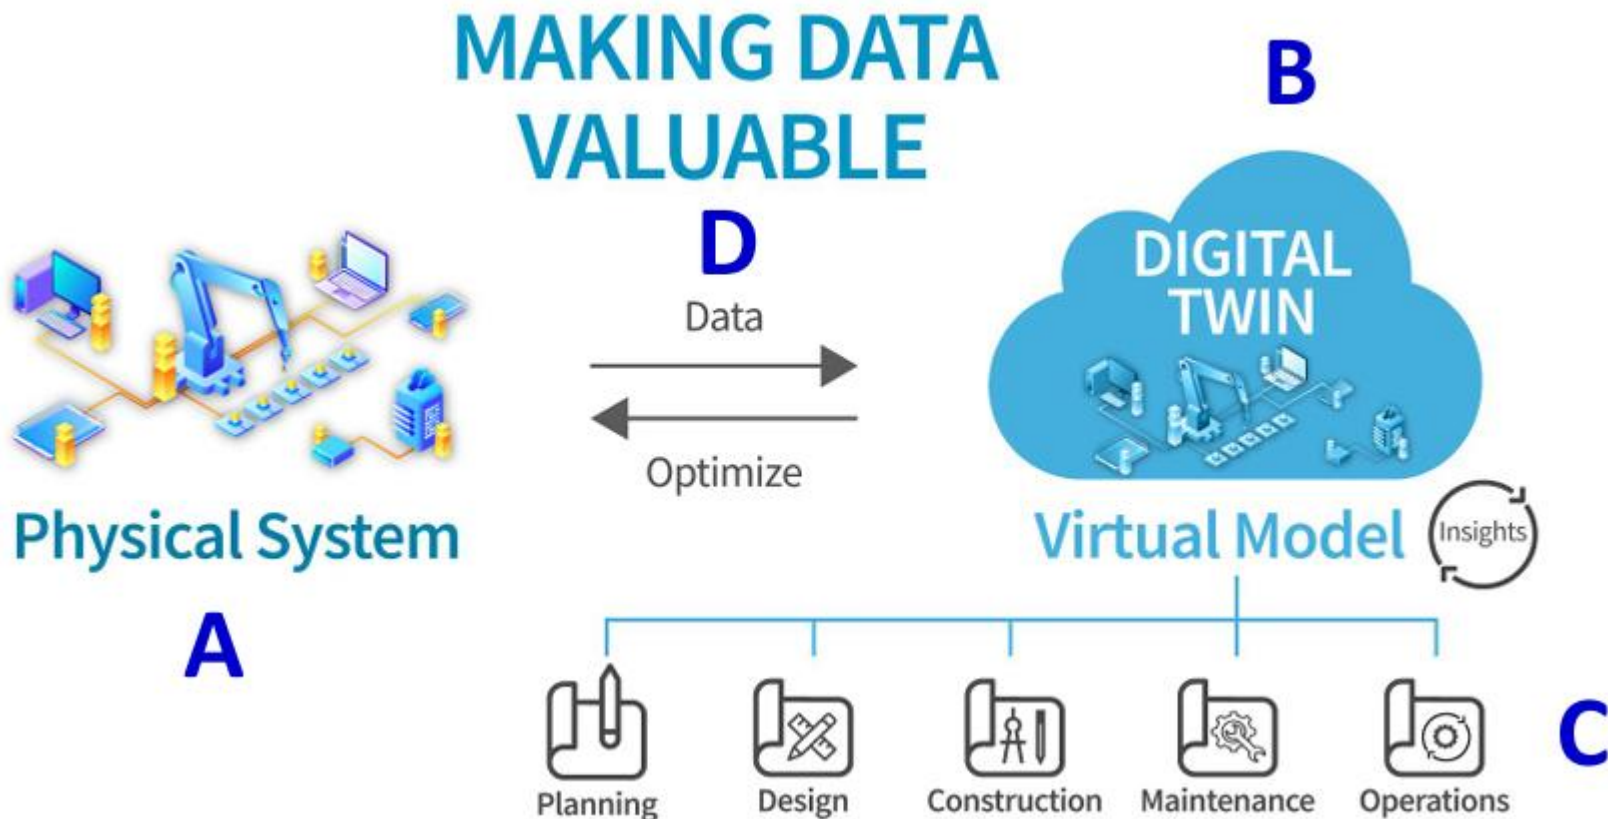 MAKING DATA
VALUABLE
B
D
DIGITAL
TWIN
Data
Optimize
Physical System
Virtual Model
Insights
A
C
Planning
Design
Construction
Maintenance
Operations